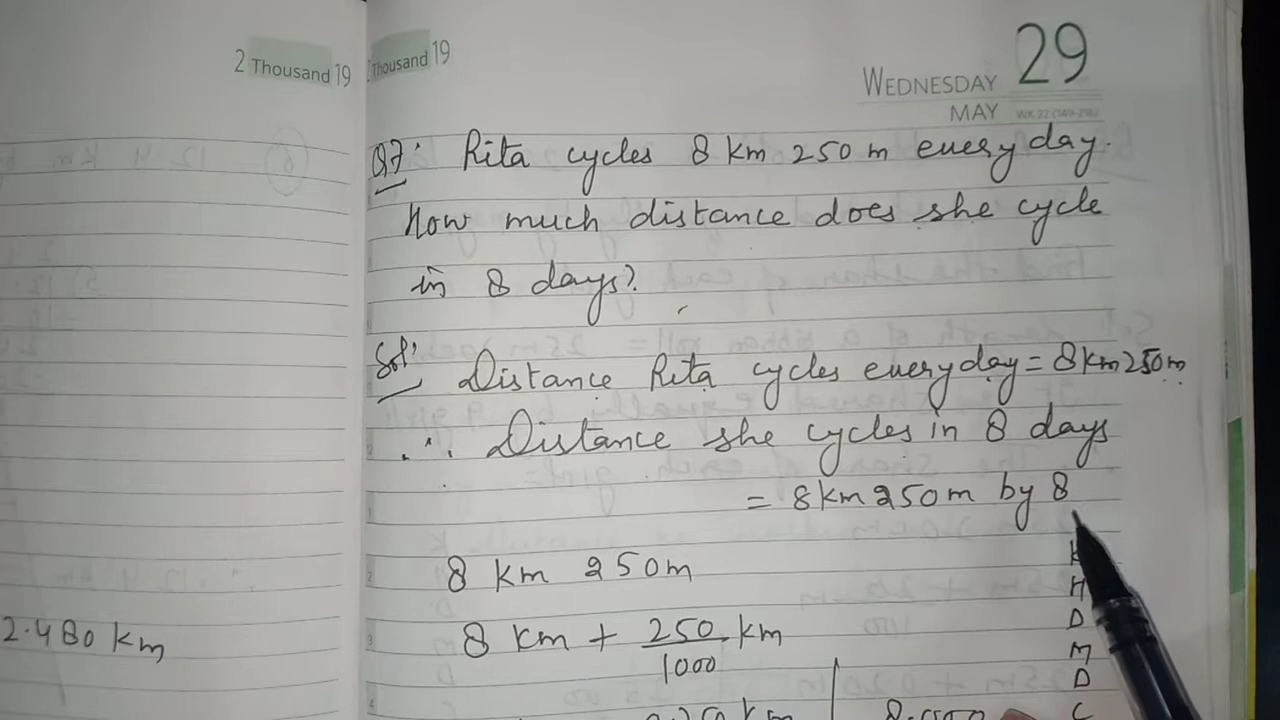 2 Thousand 19
Thousand 19
WEDNESDAY 29
MAY
Q7: Rita cycles 8 km 250 m every day.
How much distance does she cycle
in 8 days?
Sol: Distance Rita cycles everyday = 8 km 250 m
∴ Distance she cycles in 8 days
= 8 km 250 m by 8
8 km 250 m
K
H
8 km + 250/1000 km
D
M
D
C
2.480 km